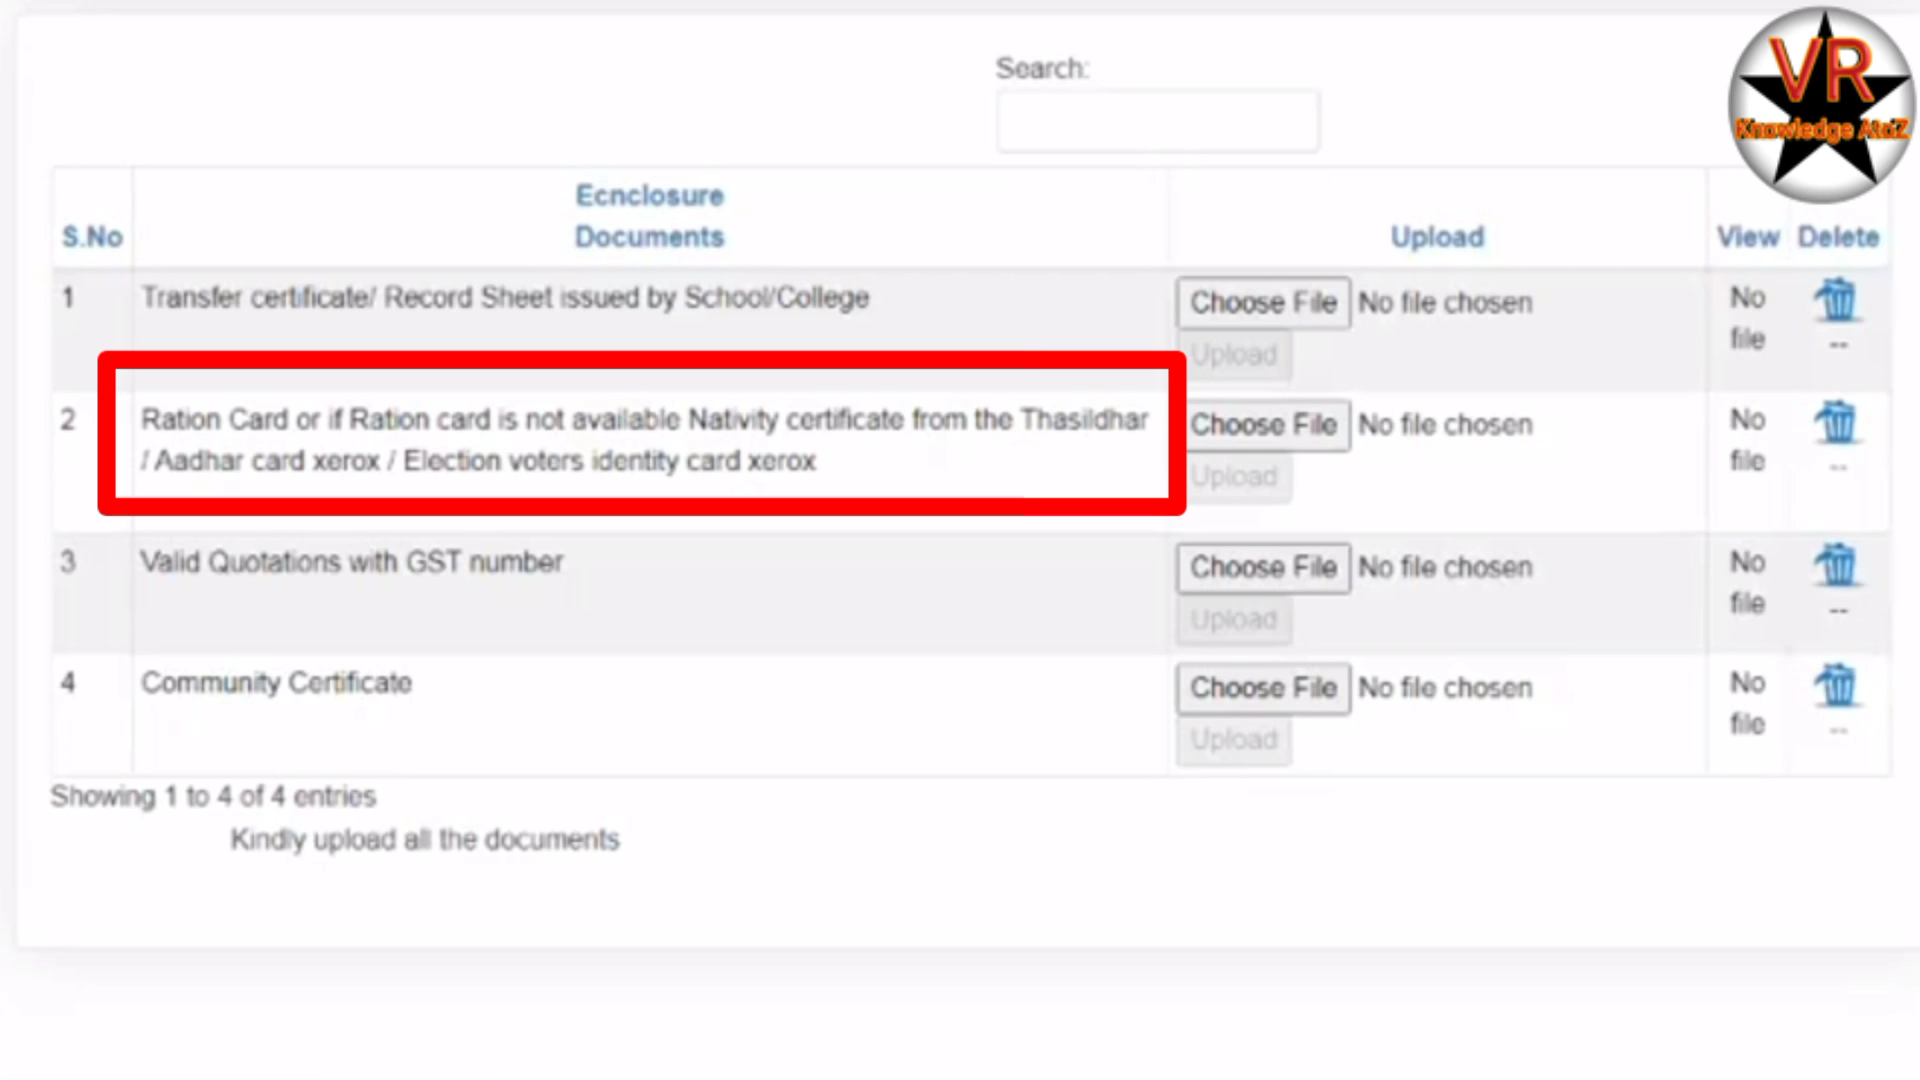 VR
Knowledge AtoZ
Search:
S.No Ecnclosure Documents Upload View Delete
1 Transfer certificate/ Record Sheet issued by School/College Choose File No file chosen No
Upload file --
2 Ration Card or if Ration card is not available Nativity certificate from the Thasildhar Choose File No file chosen No
/ Aadhar card xerox / Election voters identity card xerox Upload file --
3 Valid Quotations with GST number Choose File No file chosen No
Upload file --
4 Community Certificate Choose File No file chosen No
Upload file --
Showing 1 to 4 of 4 entries
Kindly upload all the documents